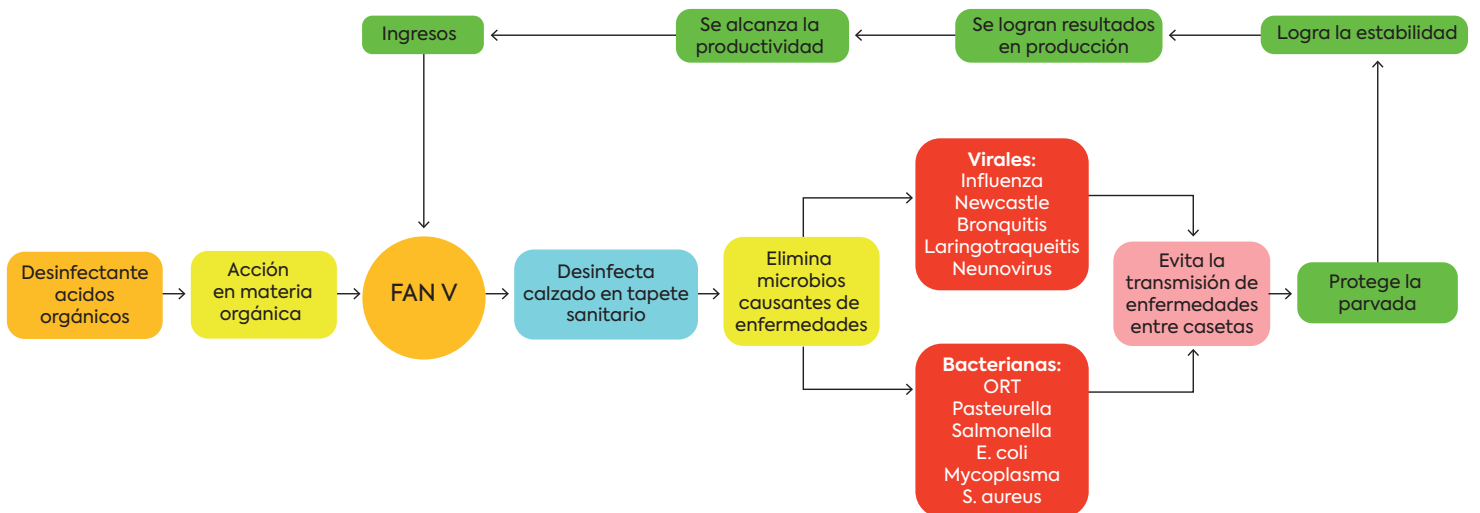 Ingresos
Se alcanza la
productividad
Se logran resultados
en producción
Logra la estabilidad
Desinfectante
acidos
orgánicos
Acción
en materia
orgánica
FAN V
Desinfecta
calzado en tapete
sanitario
Elimina
microbios
causantes de
enfermedades
Virales:
Influenza
Newcastle
Bronquitis
Laringotraqueitis
Neunovirus
Bacterianas:
ORT
Pasteurella
Salmonella
E. coli
Mycoplasma
S. aureus
Evita la
transmisión de
enfermedades
entre casetas
Protege la
parvada